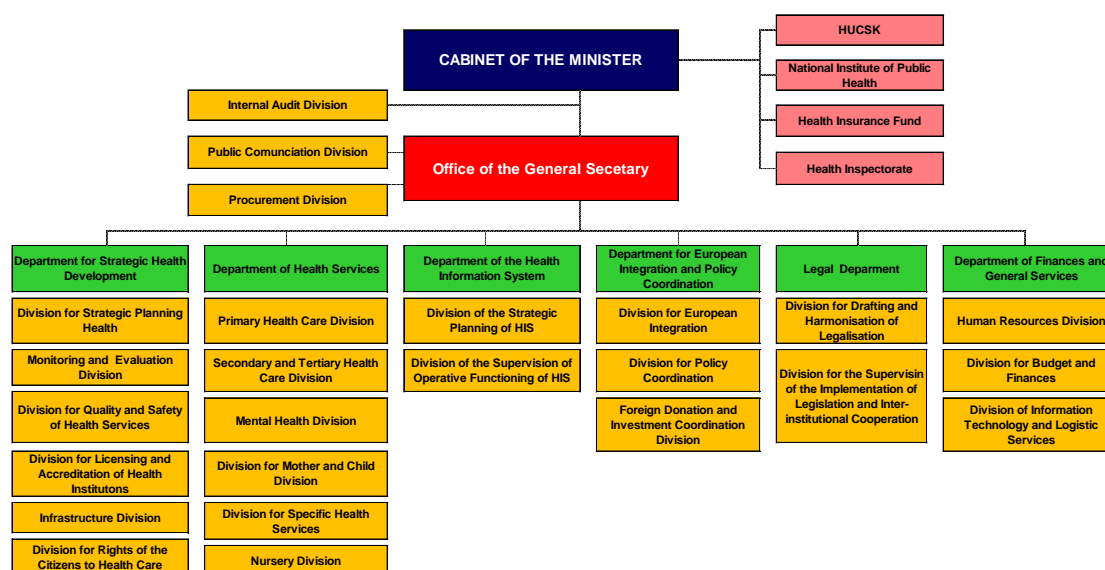 HUCSK
CABINET OF THE MINISTER
National Institute of Public
Health
Internal Audit Division
Health Insurance Fund
Public Comunciation Division
Office of the General Secetary
Health Inspectorate
Procurement Division
Department for Strategic Health
Development
Division for Strategic Planning
Health
Monitoring and Evaluation
Division
Division for Quality and Safety
of Health Services
Division for Licensing and
Accreditation of Health
Institutons
Infrastructure Division
Division for Rights of the
Citizens to Health Care
Department of Health Services
Primary Health Care Division
Secondary and Tertiary Health
Care Division
Mental Health Division
Division for Mother and Child
Division
Division for Specific Health
Services
Nursery Division
Department of the Health
Information System
Division of the Strategic
Planning of HIS
Division of the Supervision of
Operative Functioning of HIS
Department for European
Integration and Policy
Coordination
Division for European
Integration
Division for Policy
Coordination
Foreign Donation and
Investment Coordination
Division
Legal Deparment
Division for Drafting and
Harmonisation of
Legalisation
Division for the Supervisin
of the Implementation of
Legislation and Inter-
institutional Cooperation
Department of Finances and
General Services
Human Resources Division
Division for Budget and
Finances
Division of Information
Technology and Logistic
Services